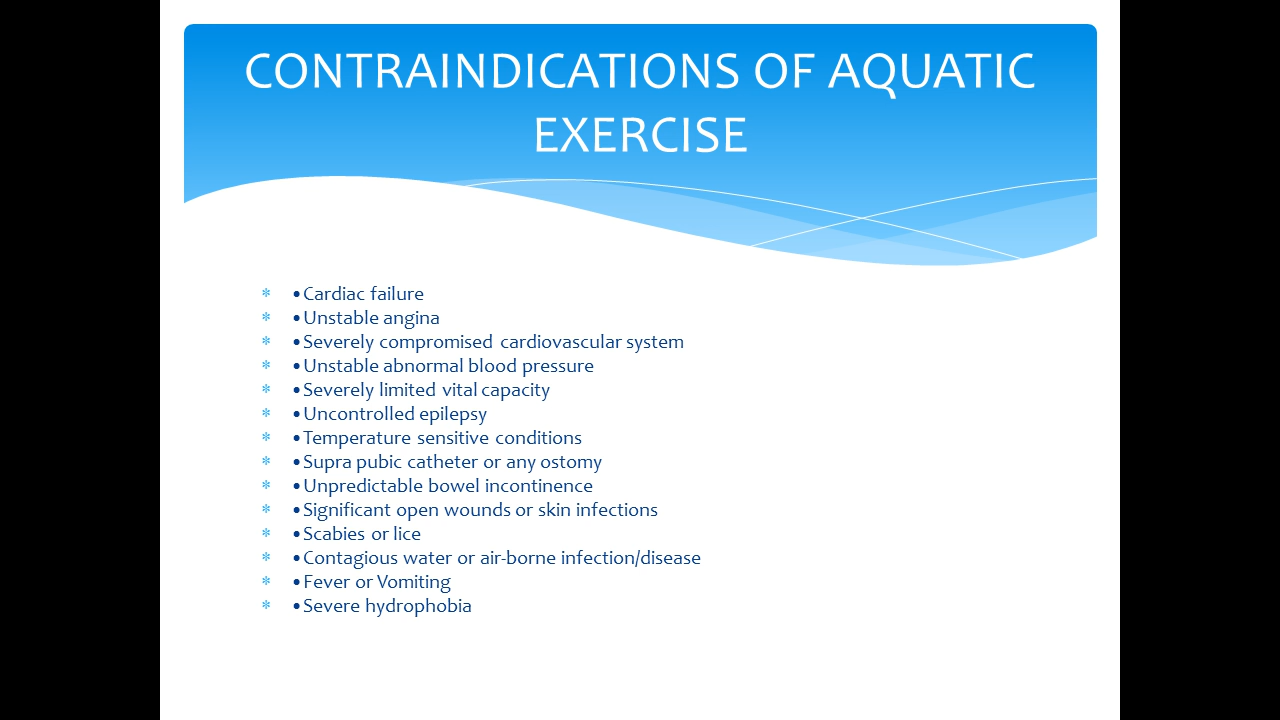 CONTRAINDICATIONS OF AQUATIC
EXERCISE
* •Cardiac failure
* •Unstable angina
* •Severely compromised cardiovascular system
* •Unstable abnormal blood pressure
* •Severely limited vital capacity
* •Uncontrolled epilepsy
* •Temperature sensitive conditions
* •Supra pubic catheter or any ostomy
* •Unpredictable bowel incontinence
* •Significant open wounds or skin infections
* •Scabies or lice
* •Contagious water or air-borne infection/disease
* •Fever or Vomiting
* •Severe hydrophobia